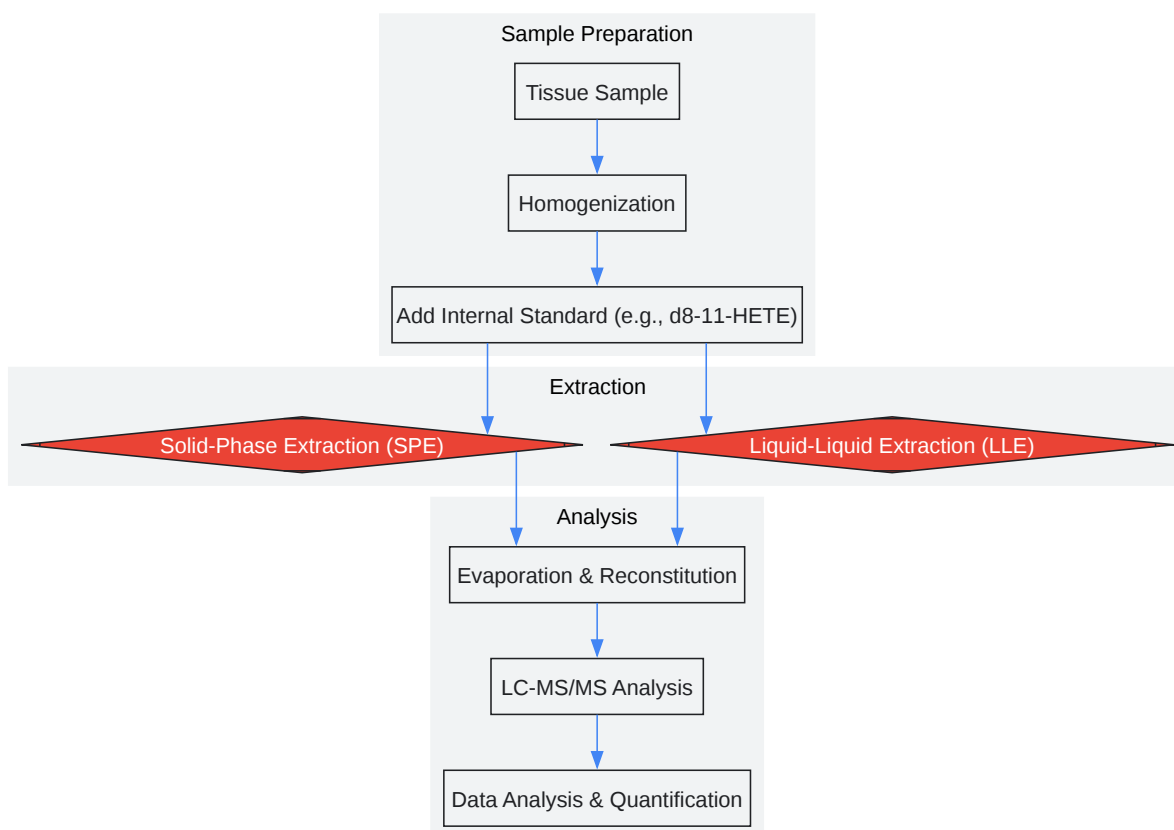 Sample Preparation
Tissue Sample
Homogenization
Add Internal Standard (e.g., d8-11-HETE)
Extraction
Solid-Phase Extraction (SPE)
Liquid-Liquid Extraction (LLE)
Analysis
Evaporation & Reconstitution
LC-MS/MS Analysis
Data Analysis & Quantification